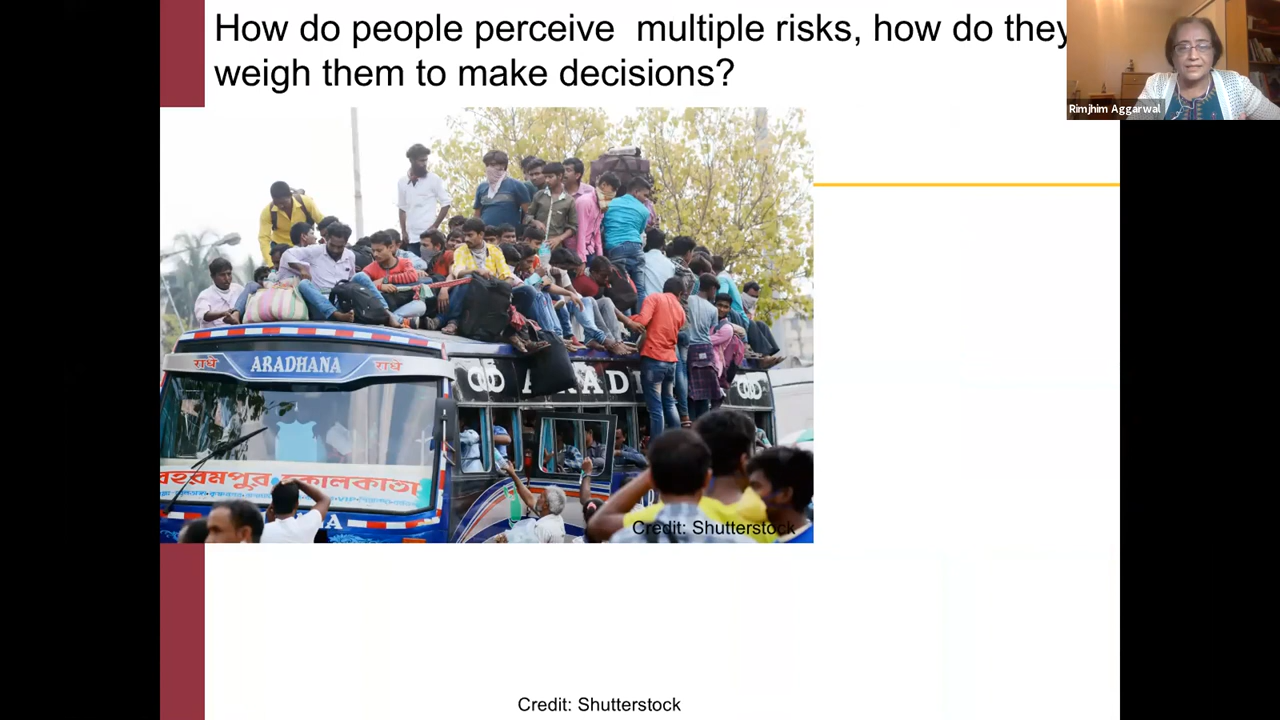 How do people perceive  multiple risks, how do they
weigh them to make decisions?
Rimjhim Aggarwal
राधे ARADHANA राधे
বহরমপুর কোলকাতা
Credit: Shutterstock
Credit: Shutterstock